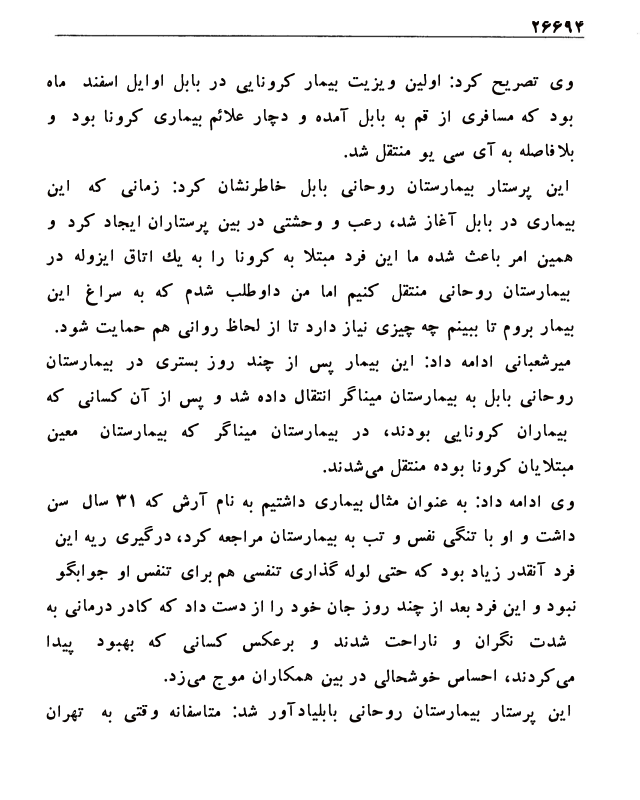 ۲۶۶۹۴
وی تصریح کرد: اولین ویزیت بیمار کرونایی در بابل اوایل اسفند ماه
بود که مسافری از قم به بابل آمده و دچار علائم بیماری کرونا بود و
بلافاصله به آی سی یو منتقل شد.
این پرستار بیمارستان روحانی بابل خاطرنشان کرد: زمانی که این
بیماری در بابل آغاز شد، رعب و وحشتی در بین پرستاران ایجاد کرد و
همین امر باعث شده ما این فرد مبتلا به کرونا را به یك اتاق ایزوله در
بیمارستان روحانی منتقل کنیم اما من داوطلب شدم که به سراغ این
بیمار بروم تا ببینم چه چیزی نیاز دارد تا از لحاظ روانی هم حمایت شود.
میرشعبانی ادامه داد: این بیمار پس از چند روز بستری در بیمارستان
روحانی بابل به بیمارستان میناگر انتقال داده شد و پس از آن کسانی که
بیماران کرونایی بودند، در بیمارستان میناگر که بیمارستان معین
مبتلایان کرونا بوده منتقل می‌شدند.
وی ادامه داد: به عنوان مثال بیماری داشتیم به نام آرش که ۳۱ سال سن
داشت و او با تنگی نفس و تب به بیمارستان مراجعه کرد، درگیری ریه این
فرد آنقدر زیاد بود که حتی لوله گذاری تنفسی هم برای تنفس او جوابگو
نبود و این فرد بعد از چند روز جان خود را از دست داد که کادر درمانی به
شدت نگران و ناراحت شدند و برعکس کسانی که بهبود پیدا
می‌کردند، احساس خوشحالی در بین همکاران موج می‌زد.
این پرستار بیمارستان روحانی بابلیادآور شد: متاسفانه وقتی به تهران